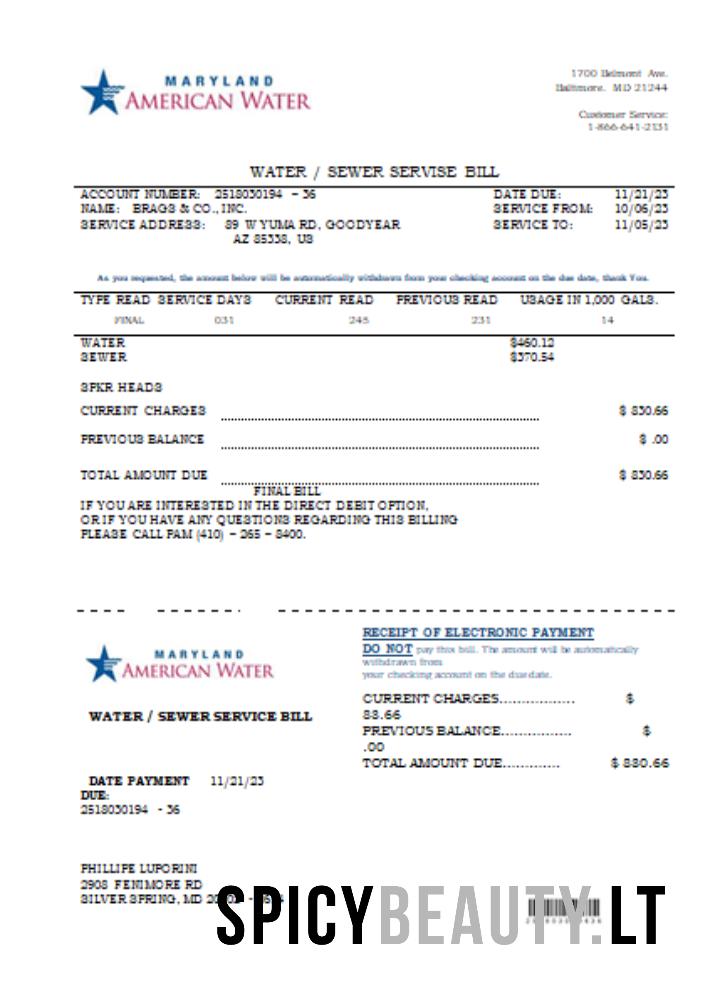 MARYLAND
AMERICAN WATER
1700 Belmont Ave.
Baltimore, MD 21244
Customer Service:
1-866-641-2131
WATER / SEWER SERVISE BILL
ACCOUNT NUMBER: 2518030194 – 36 DATE DUE: 11/21/23
NAME: BRAGS & CO., INC. SERVICE FROM: 10/06/23
SERVICE ADDRESS: 89 W YUMA RD, GOODYEAR SERVICE TO: 11/05/23
AZ 85338, US
As you requested, the amount below will be automatically withdrawn from your checking account on the due date, thank You.
TYPE READ SERVICE DAYS CURRENT READ PREVIOUS READ USAGE IN 1,000 GALS.
FINAL 031 245 231 14
WATER $460.12
SEWER $370.54
SPKR HEADS
CURRENT CHARGES $ 830.66
PREVIOUS BALANCE $ .00
TOTAL AMOUNT DUE $ 830.66
FINAL BILL
IF YOU ARE INTERESTED IN THE DIRECT DEBIT OPTION,
OR IF YOU HAVE ANY QUESTIONS REGARDING THIS BILLING
PLEASE CALL PAM (410) – 265 – 8400.
MARYLAND
AMERICAN WATER
WATER / SEWER SERVICE BILL
DATE PAYMENT 11/21/23
DUE:
2518030194 - 36
RECEIPT OF ELECTRONIC PAYMENT
DO NOT pay this bill. The amount will be automatically
withdrawn from
your checking account on the due date.
CURRENT CHARGES................. $
88.66
PREVIOUS BALANCE................ $
.00
TOTAL AMOUNT DUE............. $ 880.66
PHILLIPE LUPORINI
2908 FENIMORE RD
SILVER SPRING, MD
SPICYBEAUTY.LT